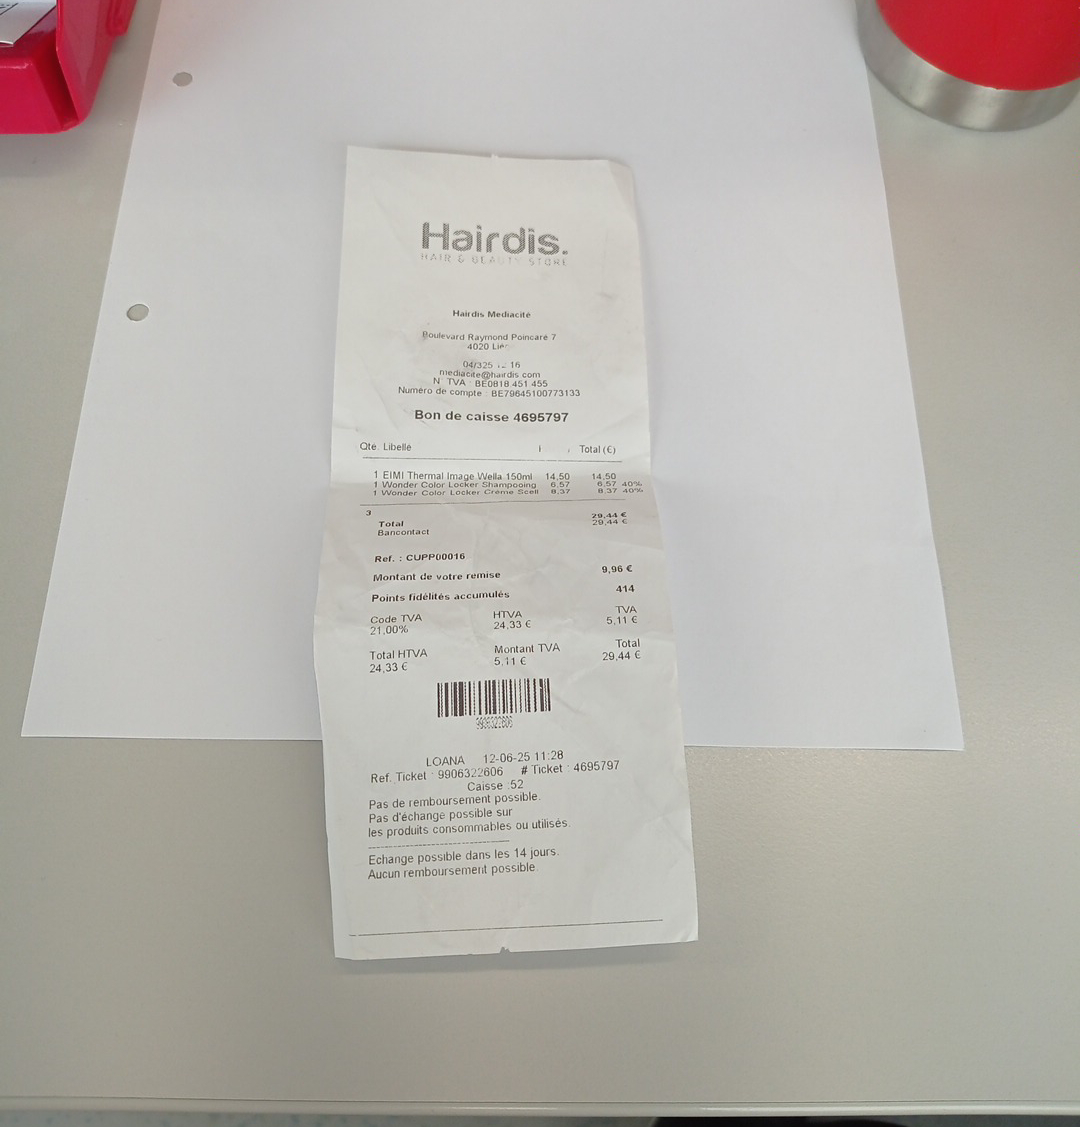 Hairdis.
HAIR & BEAUTY STORE
Hairdis Mediacité
Boulevard Raymond Poincaré 7
4020
04/325 16
mediacite@hairdis.com
N° TVA : BE0818.451.455
Numéro de compte : BE79645100773133
Bon de caisse 4695797
Qte. Libellé Total (€)
1 EIMI Thermal Image Wella 150ml 14,50 14,50
1 Wonder Color Locker Shampooing 6,57 6,57 40%
1 Wonder Color Locker Crème Scell 8,37 8,37 40%
3
Total 29,44 €
Bancontact 29,44 €
Ref. : CUPP00016
Montant de votre remise 9,96 €
Points fidélités accumulés 414
Code TVA HTVA TVA
21,00% 24,33 € 5,11 €
Total HTVA Montant TVA Total
24,33 € 5,11 € 29,44 €
LOANA 12-06-25 11:28
Ref. Ticket : 9906322606 # Ticket : 4695797
Caisse :52
Pas de remboursement possible.
Pas d'échange possible sur
les produits consommables ou utilisés.
Echange possible dans les 14 jours.
Aucun remboursement possible.